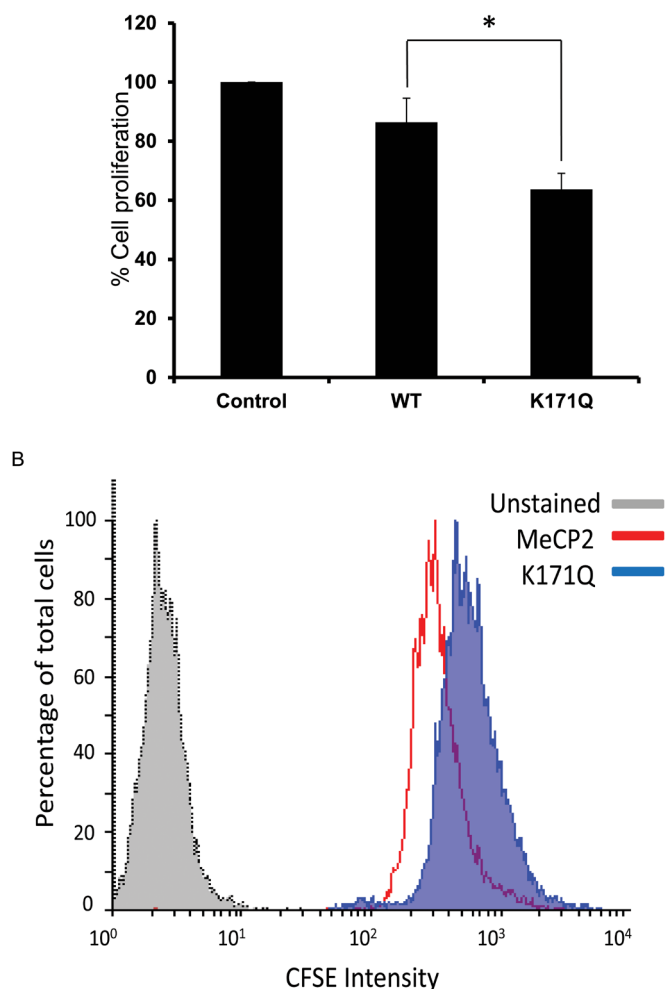 120
*
100
80
60
40
20
0
% Cell proliferation
Control WT K171Q
B
Unstained
MeCP2
K171Q
100
80
60
40
20
0
Percentage of total cells
10^0 10^1 10^2 10^3 10^4
CFSE Intensity